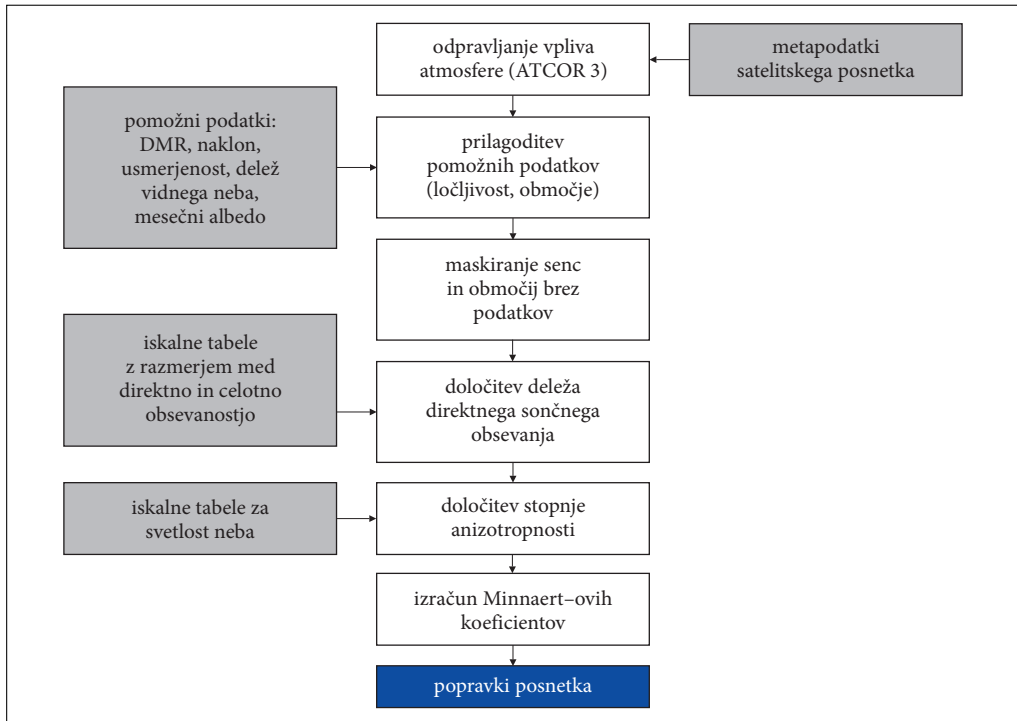 odpravljanje vpliva
atmosfere (ATCOR 3)
metapodatki
satelitskega posnetka
pomožni podatki:
DMR, naklon,
usmerjenost, delež
vidnega neba,
mesečni albedo
prilagoditev
pomožnih podatkov
(ločljivost, območje)
maskiranje senc
in območij brez
podatkov
iskalne tabele
z razmerjem med
direktno in celotno
obsevanostjo
določitev deleža
direktnega sončnega
obsevanja
iskalne tabele za
svetlost neba
določitev stopnje
anizotropnosti
izračun Minnaert–ovih
koeficientov
popravki posnetka